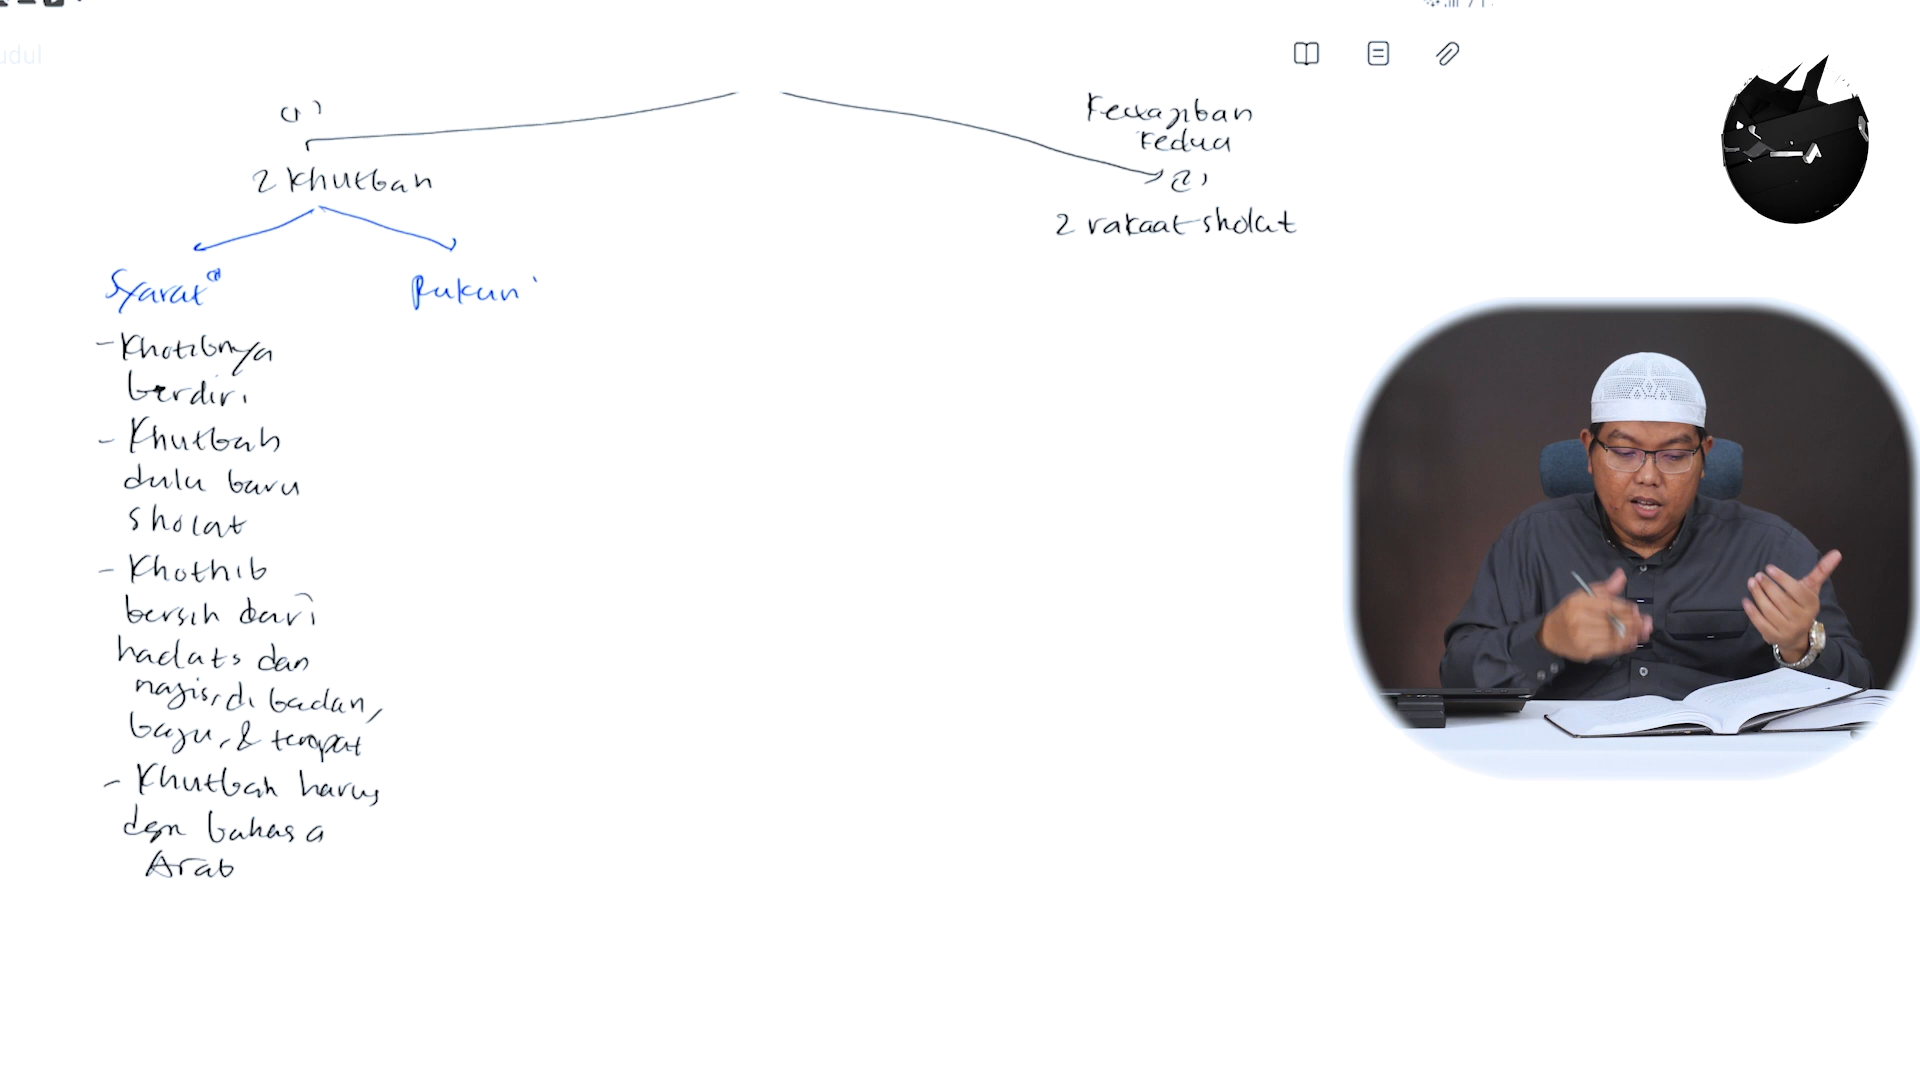 udul
(1)
2 Khutbah
Kewajiban
Kedua
(2)
2 rakaat sholat
Syarat
Rukun
- Khotibnya
berdiri
- Khutbah
dulu baru
sholat
- Khothib
bersih dari
hadats dan
najis, di badan,
baju, & tempat
- Khutbah harus
dgn bahasa
Arab